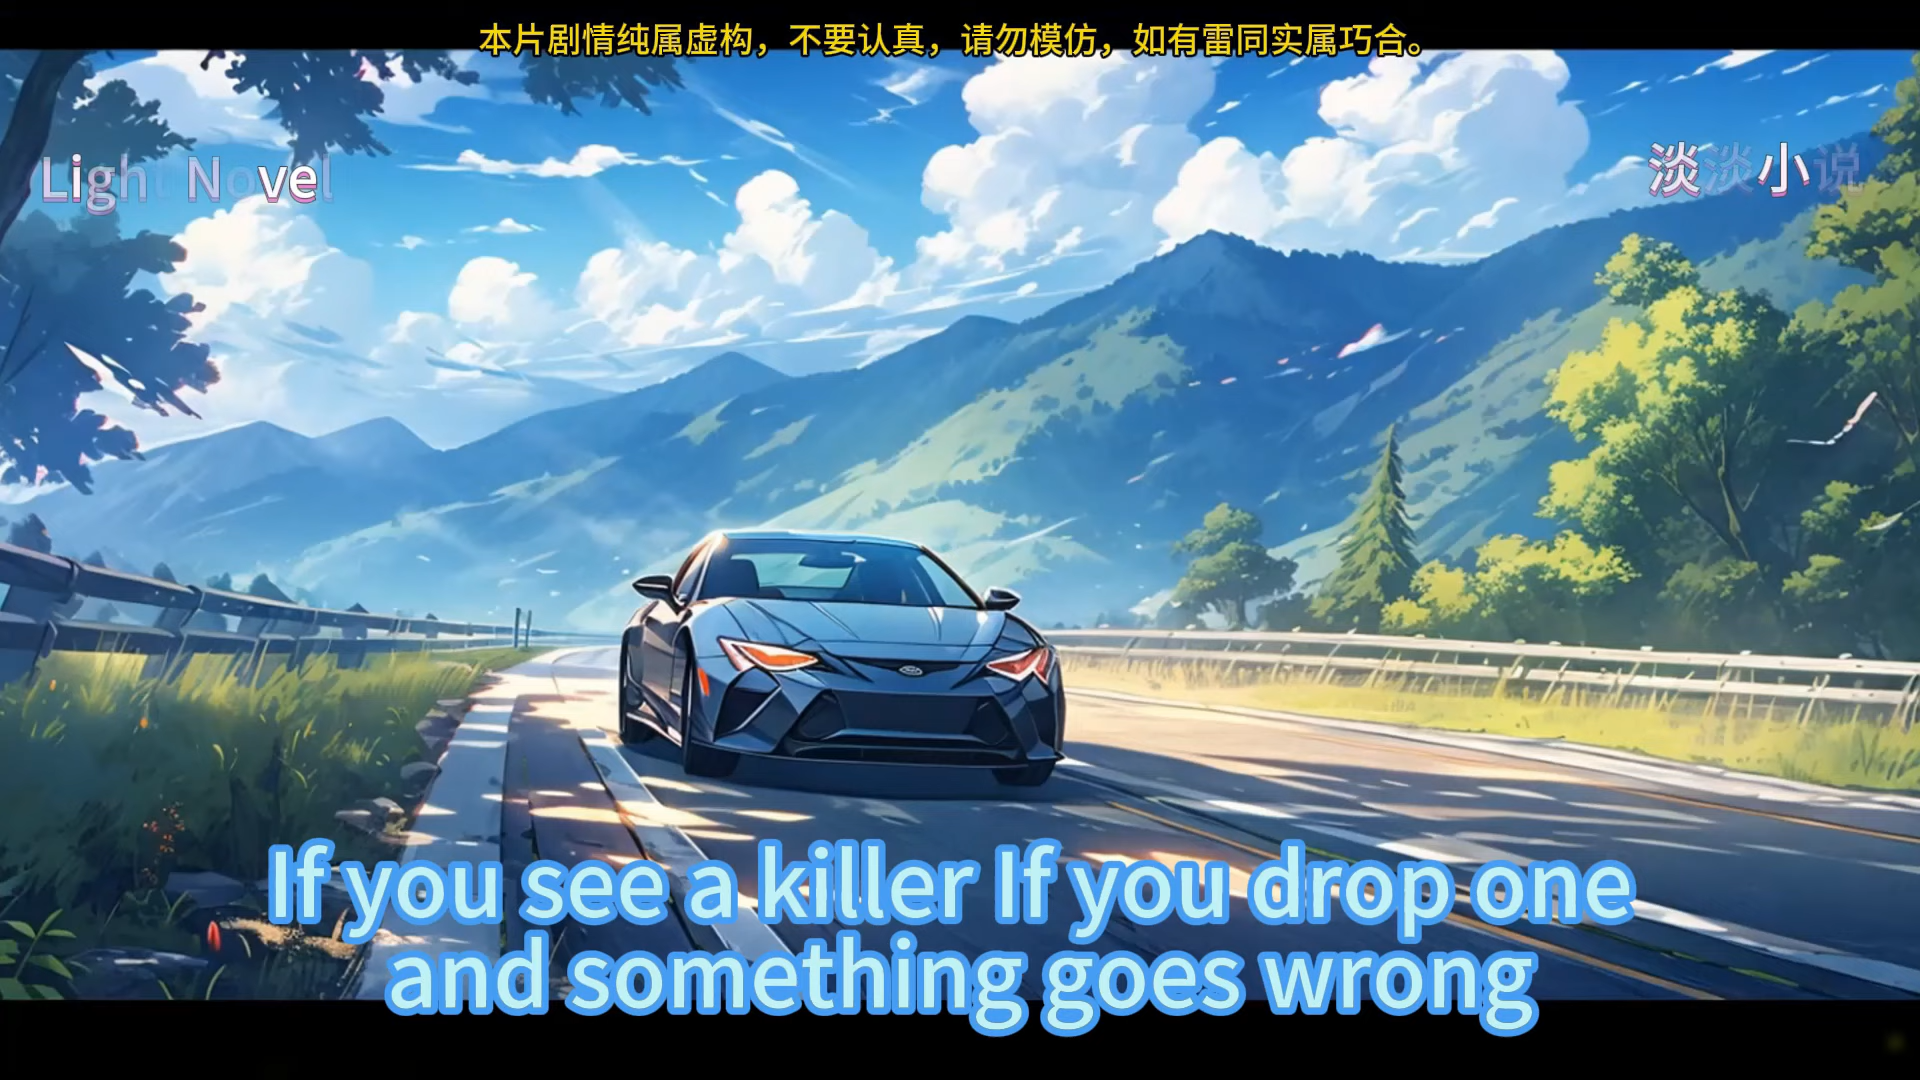 本片剧情纯属虚构，不要认真，请勿模仿，如有雷同实属巧合。
Light Novel
淡淡小说
If you see a killer If you drop one
and something goes wrong